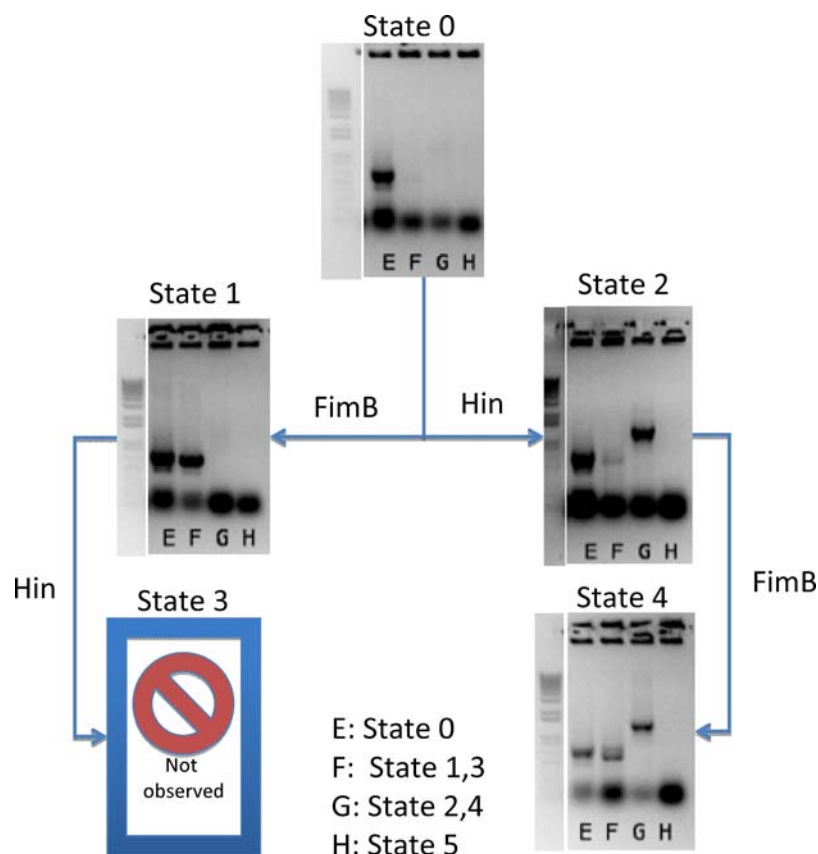 State 0
E F G H
State 1
State 2
FimB
Hin
E F G H
E F G H
Hin
FimB
State 3
State 4
Not
observed
E: State 0
F: State 1,3
G: State 2,4
H: State 5
E F G H